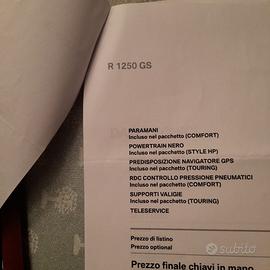 R 1250 GS
PARAMANI
Incluso nel pacchetto (COMFORT)
POWERTRAIN NERO
Incluso nel pacchetto (STYLE HP)
PREDISPOSIZIONE NAVIGATORE GPS
Incluso nel pacchetto (TOURING)
RDC CONTROLLO PRESSIONE PNEUMATICI
Incluso nel pacchetto (COMFORT)
SUPPORTI VALIGIE
Incluso nel pacchetto (TOURING)
TELESERVICE
Prezzo di listino
Prezzo optional
Prezzo finale chiavi in mano
subito